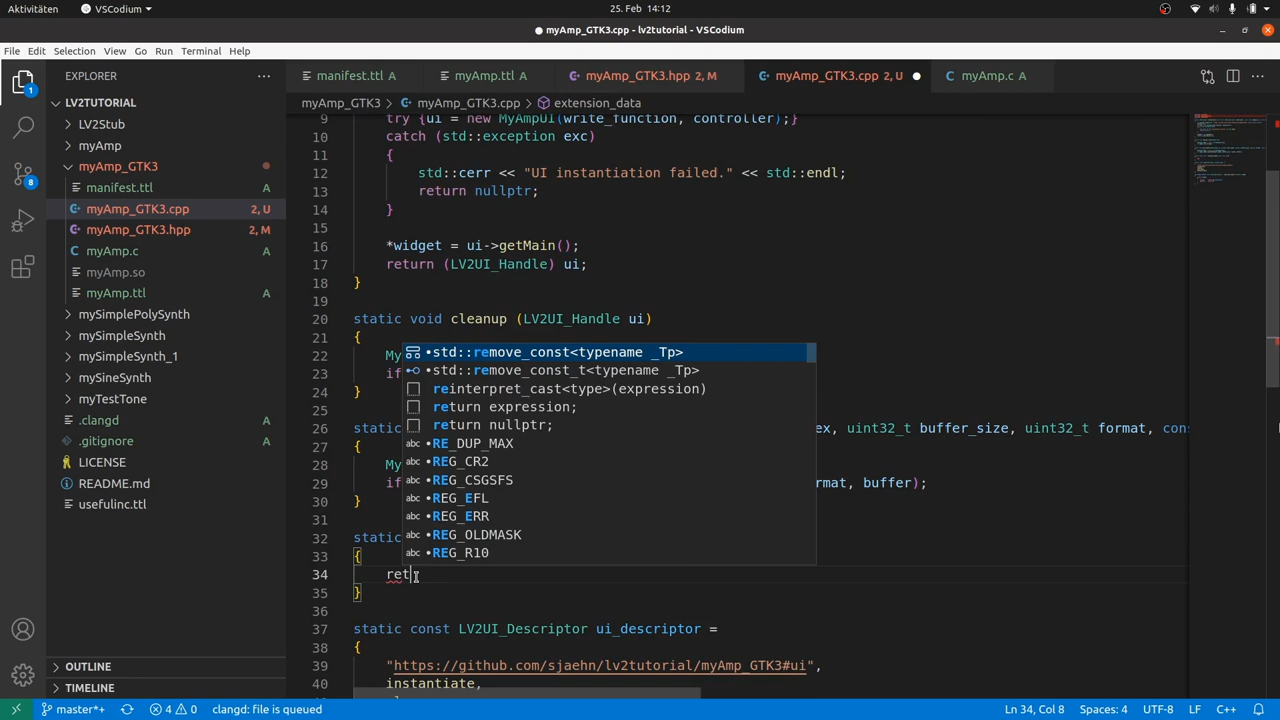 Aktivitäten VSCodium 25. Feb 14:12
myAmp_GTK3.cpp - lv2tutorial - VSCodium
File Edit Selection View Go Run Terminal Help
EXPLORER ··· manifest.ttl A myAmp.ttl A myAmp_GTK3.hpp 2, M myAmp_GTK3.cpp 2, U myAmp.c A
LV2TUTORIAL myAmp_GTK3 > myAmp_GTK3.cpp > extension_data
LV2Stub
myAmp
myAmp_GTK3
manifest.ttl A
myAmp_GTK3.cpp 2, U
myAmp_GTK3.hpp 2, M
myAmp.c A
myAmp.so
myAmp.ttl A
mySimplePolySynth
mySimpleSynth
mySimpleSynth_1
mySineSynth
myTestTone
.clangd A
.gitignore A
LICENSE
README.md
usefulinc.ttl
OUTLINE
TIMELINE
1
8
9 try {ui = new MyAmpUI(write_function, controller);}
10 catch (std::exception exc)
11 {
12 std::cerr << "UI instantiation failed." << std::endl;
13 return nullptr;
14 }
15
16 *widget = ui->getMain();
17 return (LV2UI_Handle) ui;
18 }
19
20 static void cleanup (LV2UI_Handle ui)
21 {
22 My
23 if
24 }
25
26 static ex, uint32_t buffer_size, uint32_t format, cons
27 {
28 My
29 if rmat, buffer);
30 }
31
32 static
33 {
34 ret
35 }
36
37 static const LV2UI_Descriptor ui_descriptor =
38 {
39 "https://github.com/sjaehn/lv2tutorial/myAmp_GTK3#ui",
40 instantiate,
•std::remove_const<typename _Tp>
•std::remove_const_t<typename _Tp>
reinterpret_cast<type>(expression)
return expression;
return nullptr;
abc •RE_DUP_MAX
abc •REG_CR2
abc •REG_CSGSFS
abc •REG_EFL
abc •REG_ERR
abc •REG_OLDMASK
abc •REG_R10
master*+ 4 0 clangd: file is queued Ln 34, Col 8 Spaces: 4 UTF-8 LF C++